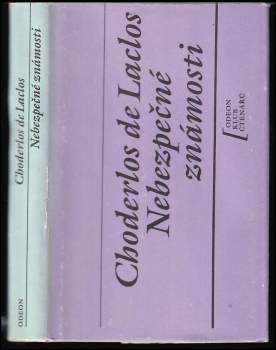 Choderlos de Laclos
Nebezpečné známosti
ODEON
Choderlos de Laclos
Nebezpečné
známosti
ODEON
KLUB
ČTENÁŘŮ